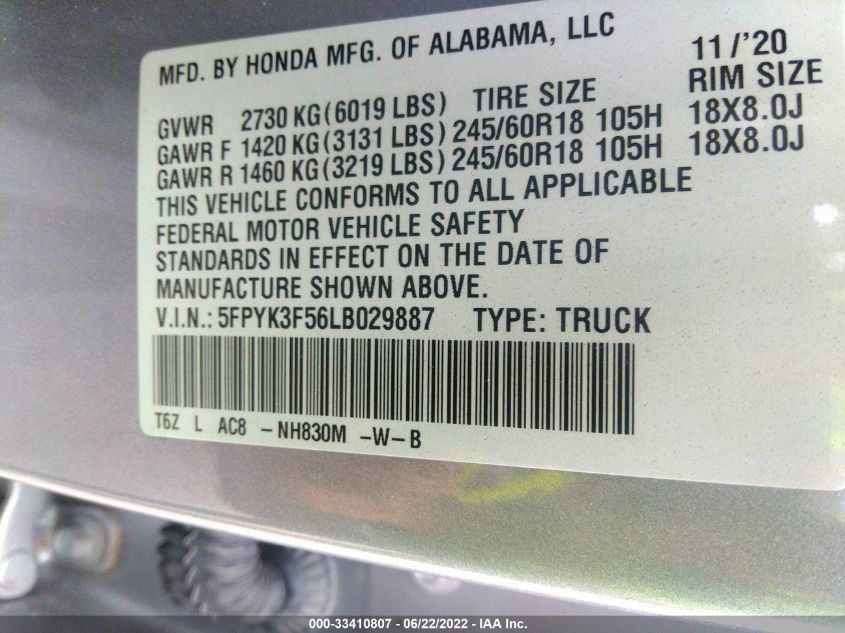 MFD. BY HONDA MFG. OF ALABAMA, LLC 11/'20
GVWR 2730 KG(6019 LBS) TIRE SIZE RIM SIZE
GAWR F 1420 KG(3131 LBS) 245/60R18 105H 18X8.0J
GAWR R 1460 KG(3219 LBS) 245/60R18 105H 18X8.0J
THIS VEHICLE CONFORMS TO ALL APPLICABLE
FEDERAL MOTOR VEHICLE SAFETY
STANDARDS IN EFFECT ON THE DATE OF
MANUFACTURE SHOWN ABOVE.
V.I.N.: 5FPYK3F56LB029887 TYPE: TRUCK
T6Z L AC8 -NH830M -W-B
000-33410807 - 06/22/2022 - IAA Inc.